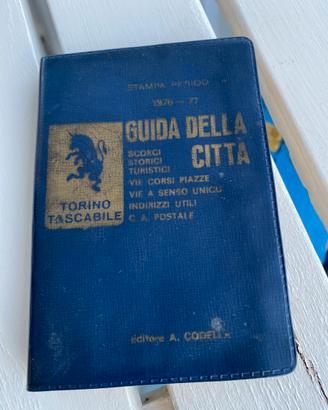 STAMPA PERIOD
1976 - 77
GUIDA DELLA
CITTA
SCORCI
STORICI
TURISTICI
VIE CORSI PIAZZE
VIE A SENSO UNICO
INDIRIZZI UTILI
C. A. POSTALE
TORINO
TASCABILE
editore A. CODELLA